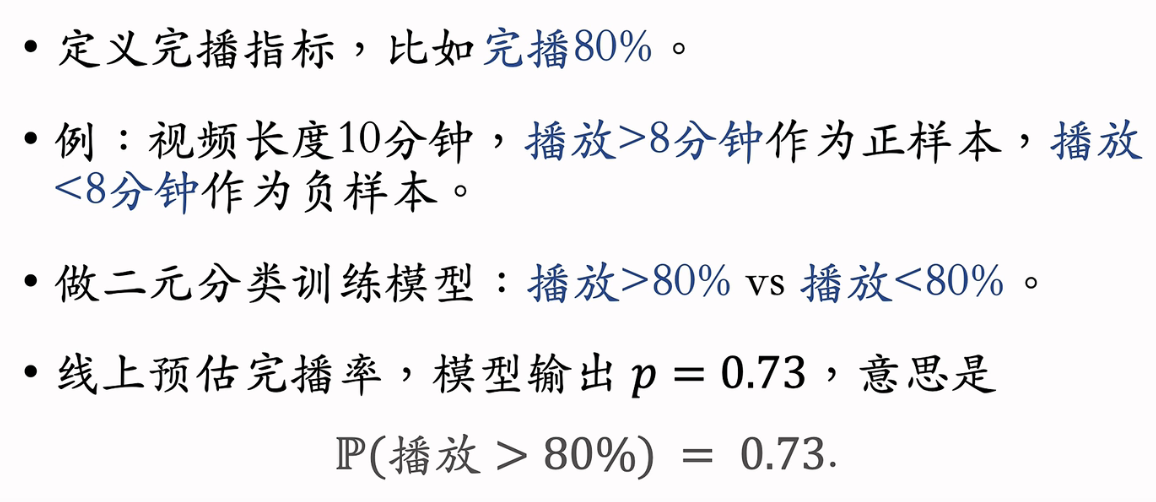 • 定义完播指标，比如完播80%。
• 例：视频长度10分钟，播放>8分钟作为正样本，播放
<8分钟作为负样本。
• 做二元分类训练模型：播放>80% vs 播放<80%。
• 线上预估完播率，模型输出 p = 0.73，意思是
ℙ(播放 > 80%) = 0.73.